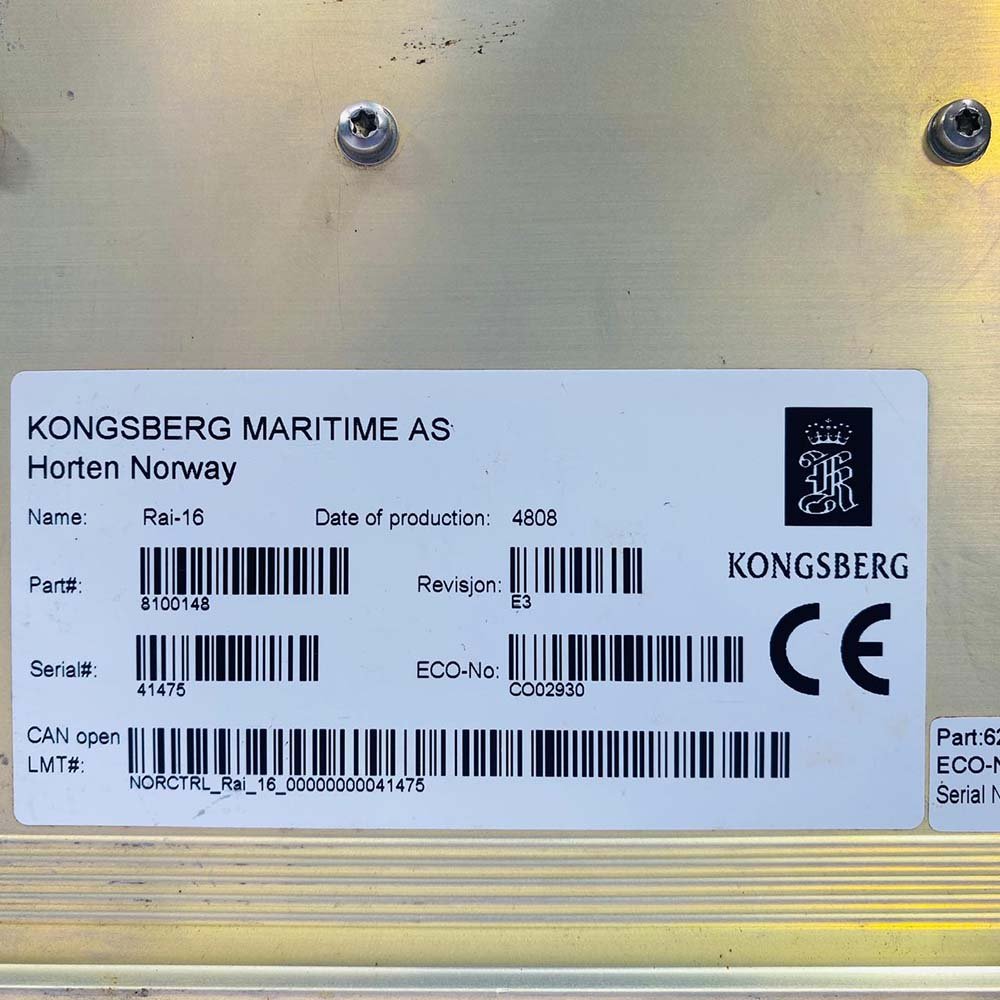 KONGSBERG MARITIME AS
Horten Norway
Name: Rai-16 Date of production: 4808
Part#: 8100148 Revisjon: E3
Serial#: 41475 ECO-No: CO02930
CAN open
LMT#: NORCTRL_Rai_16_00000000041475
KONGSBERG
CE
Part:62
ECO-N
Serial N